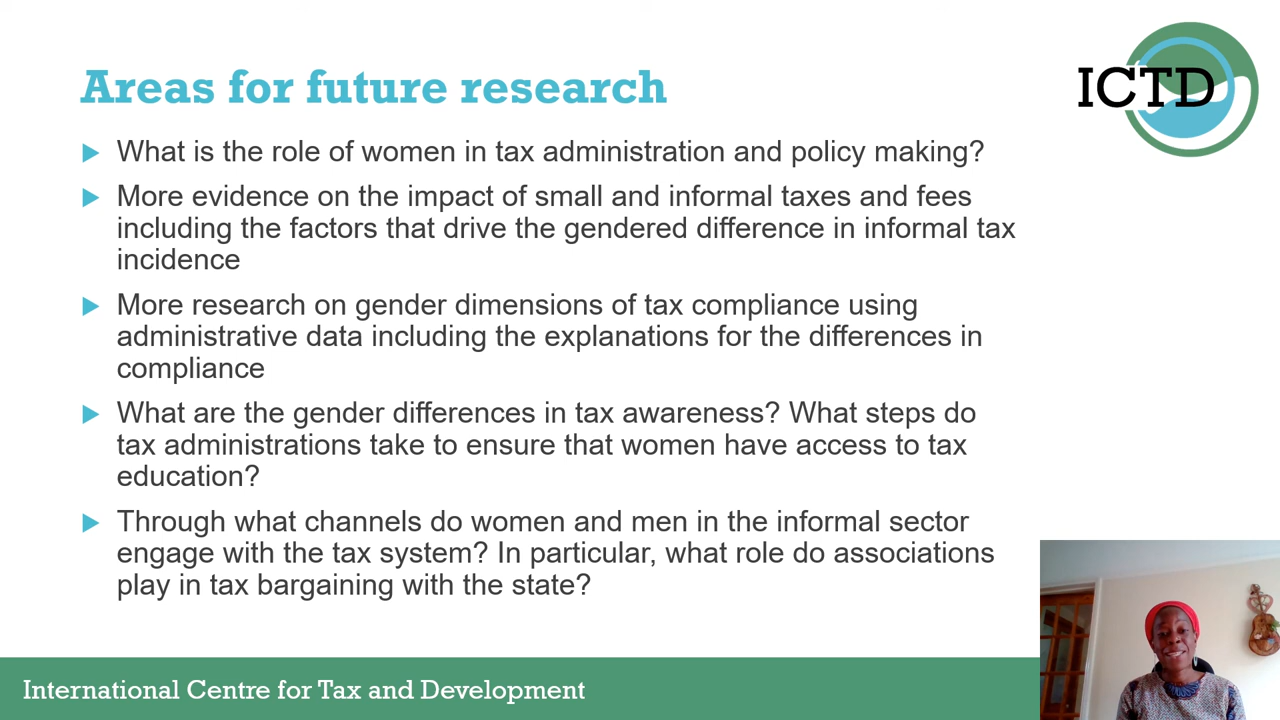 Areas for future research
ICTD
What is the role of women in tax administration and policy making?
More evidence on the impact of small and informal taxes and fees
including the factors that drive the gendered difference in informal tax
incidence
More research on gender dimensions of tax compliance using
administrative data including the explanations for the differences in
compliance
What are the gender differences in tax awareness? What steps do
tax administrations take to ensure that women have access to tax
education?
Through what channels do women and men in the informal sector
engage with the tax system? In particular, what role do associations
play in tax bargaining with the state?
International Centre for Tax and Development